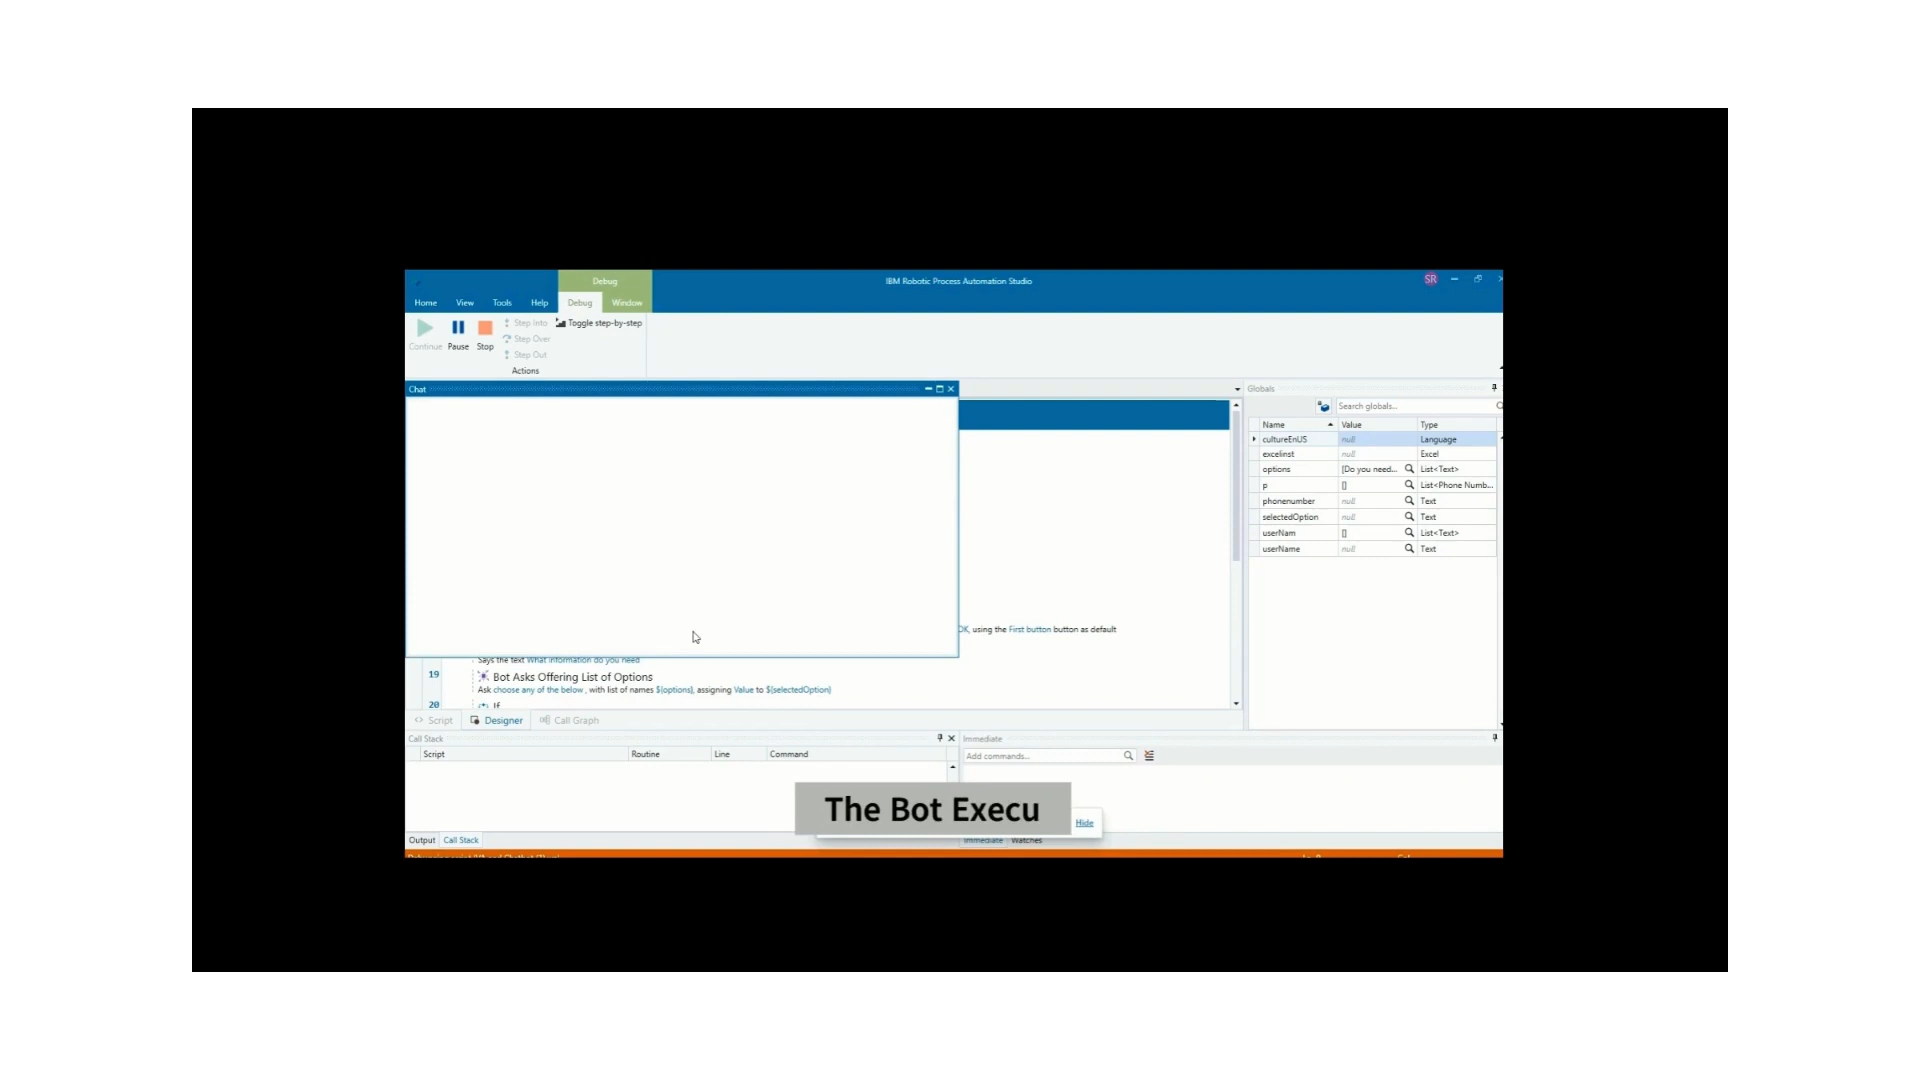 Debug
IBM Robotic Process Automation Studio
SR
Home View Tools Help Debug Window
Continue Pause Stop
Step Into
Toggle step-by-step
Step Over
Step Out
Actions
Chat
Globals
Search globals...
Name Value Type
cultureEnUS null Language
excelinst null Excel
options [Do you need... List<Text>
p [] List<Phone Numb...
phonenumber null Text
selectedOption null Text
userNam [] List<Text>
userName null Text
OK, using the First button button as default
Says the text What information do you need
19 Bot Asks Offering List of Options
Ask choose any of the below , with list of names ${options}, assigning Value to ${selectedOption}
20 If
Script Designer Call Graph
Call Stack
Immediate
Script Routine Line Command
Add commands...
The Bot Execu
Hide
Output Call Stack
Immediate Watches